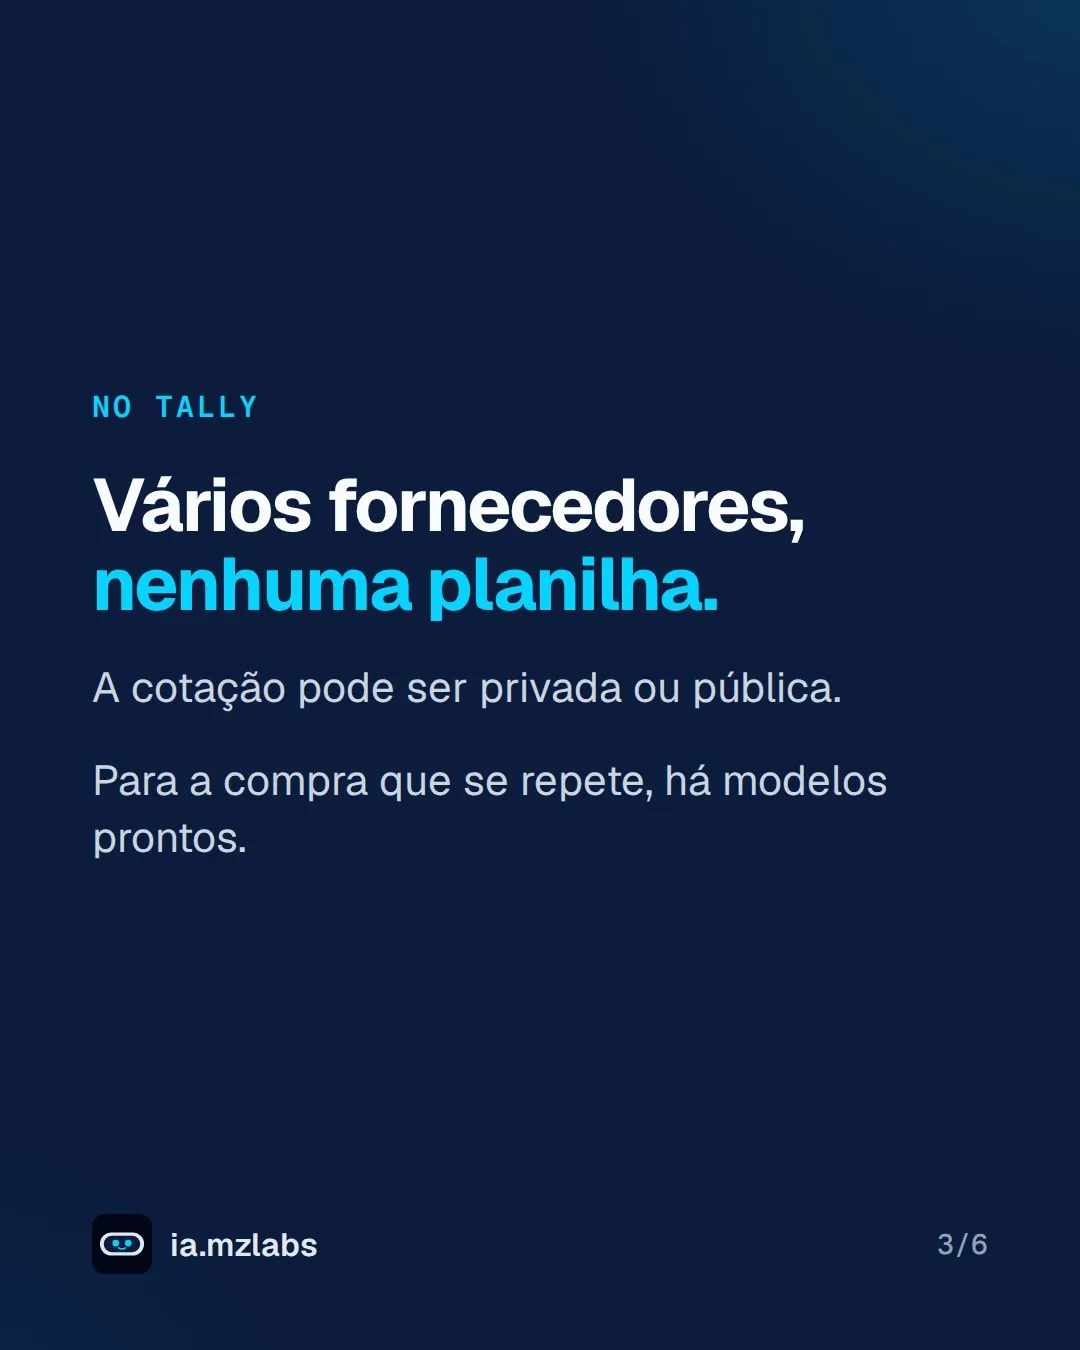 NO TALLY
Vários fornecedores,
nenhuma planilha.
A cotação pode ser privada ou pública.
Para a compra que se repete, há modelos
prontos.
ia.mzlabs
3/6